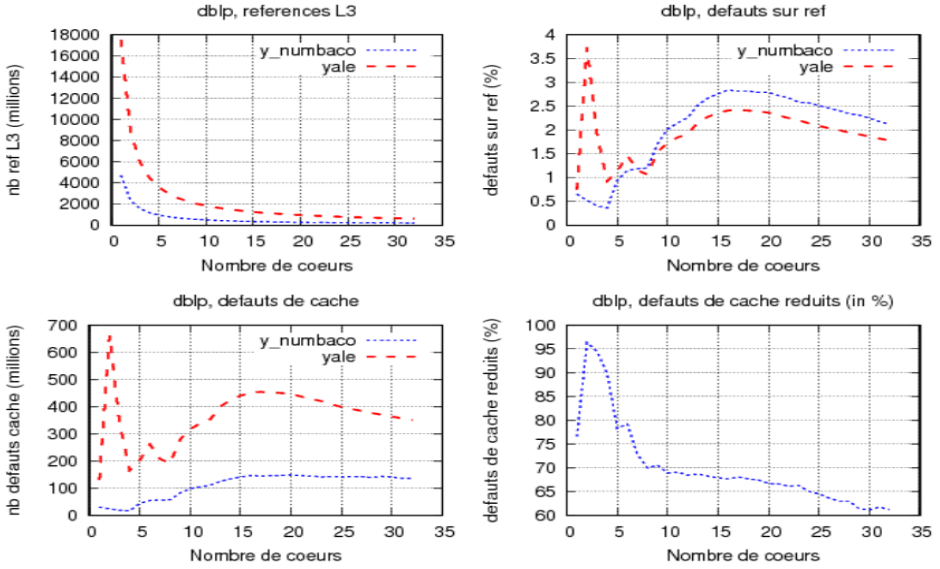 dblp, references L3
nb ref L3 (millions)
18000
16000
14000
12000
10000
8000
6000
4000
2000
0
y_numbaco
yale
0 5 10 15 20 25 30 35
Nombre de coeurs
dblp, defauts sur ref
defauts sur ref (%)
4
3.5
3
2.5
2
1.5
1
0.5
0
y_numbaco
yale
0 5 10 15 20 25 30 35
Nombre de coeurs
dblp, defauts de cache
nb defauts cache (millions)
700
600
500
400
300
200
100
0
y_numbaco
yale
0 5 10 15 20 25 30 35
Nombre de coeurs
dblp, defauts de cache reduits (in %)
defauts de cache reduits (%)
100
95
90
85
80
75
70
65
60
0 5 10 15 20 25 30 35
Nombre de coeurs